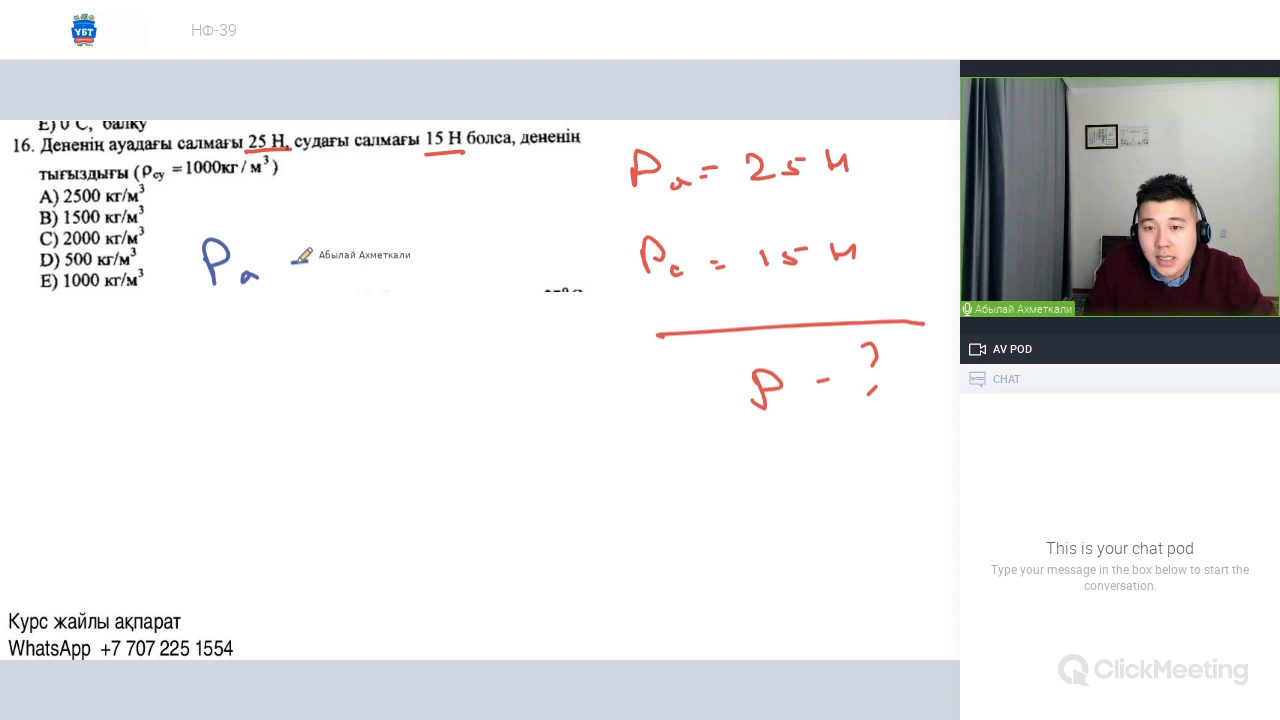 ҰБТ
НФ-39
E) 0°C, балқу
16. Дененің ауадағы салмағы 25 Н, судағы салмағы 15 Н болса, дененің
тығыздығы (ρсу = 1000кг / м³)
A) 2500 кг/м³
B) 1500 кг/м³
C) 2000 кг/м³
D) 500 кг/м³
E) 1000 кг/м³
Pₐ =
Абылай Ахметкали
Pₐ = 25 Н
Pс = 15 Н
ρ - ?
Курс жайлы ақпарат
WhatsApp +7 707 225 1554
Абылай Ахметкали
AV POD
CHAT
This is your chat pod
Type your message in the box below to start the
conversation.
ClickMeeting